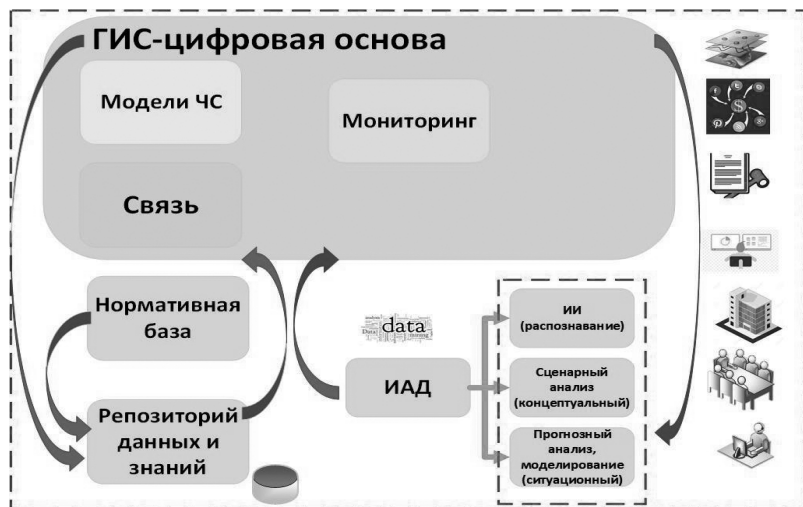 ГИС-цифровая основа
Модели ЧС
Мониторинг
Связь
Нормативная
база
Репозиторий
данных и
знаний
data
ИАД
ИИ
(распознавание)
Сценарный
анализ
(концептуальный)
Прогнозный
анализ,
моделирование
(ситуационный)